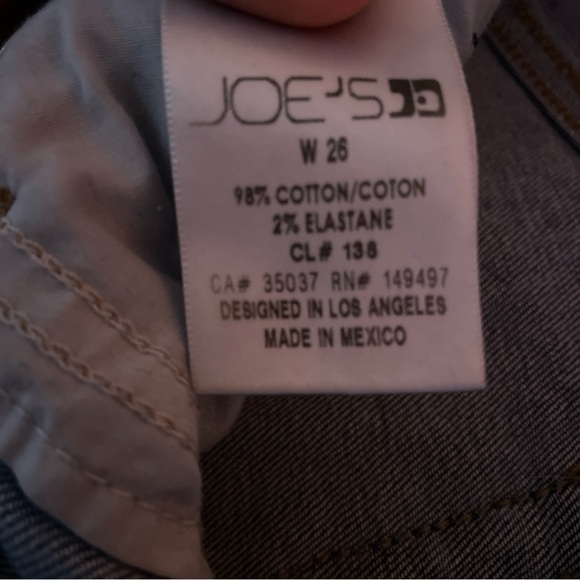 JOE'S
W 26
98% COTTON/COTON
2% ELASTANE
CL# 138
CA# 35037 RN# 149497
DESIGNED IN LOS ANGELES
MADE IN MEXICO